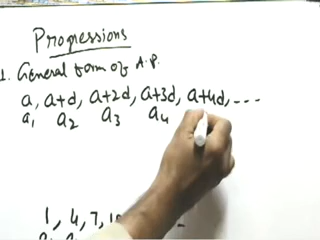 Progressions
1. General form of A.P.
a, a+d, a+2d, a+3d, a+4d, ---
a₁ a₂ a₃ a₄
1, 4, 7,